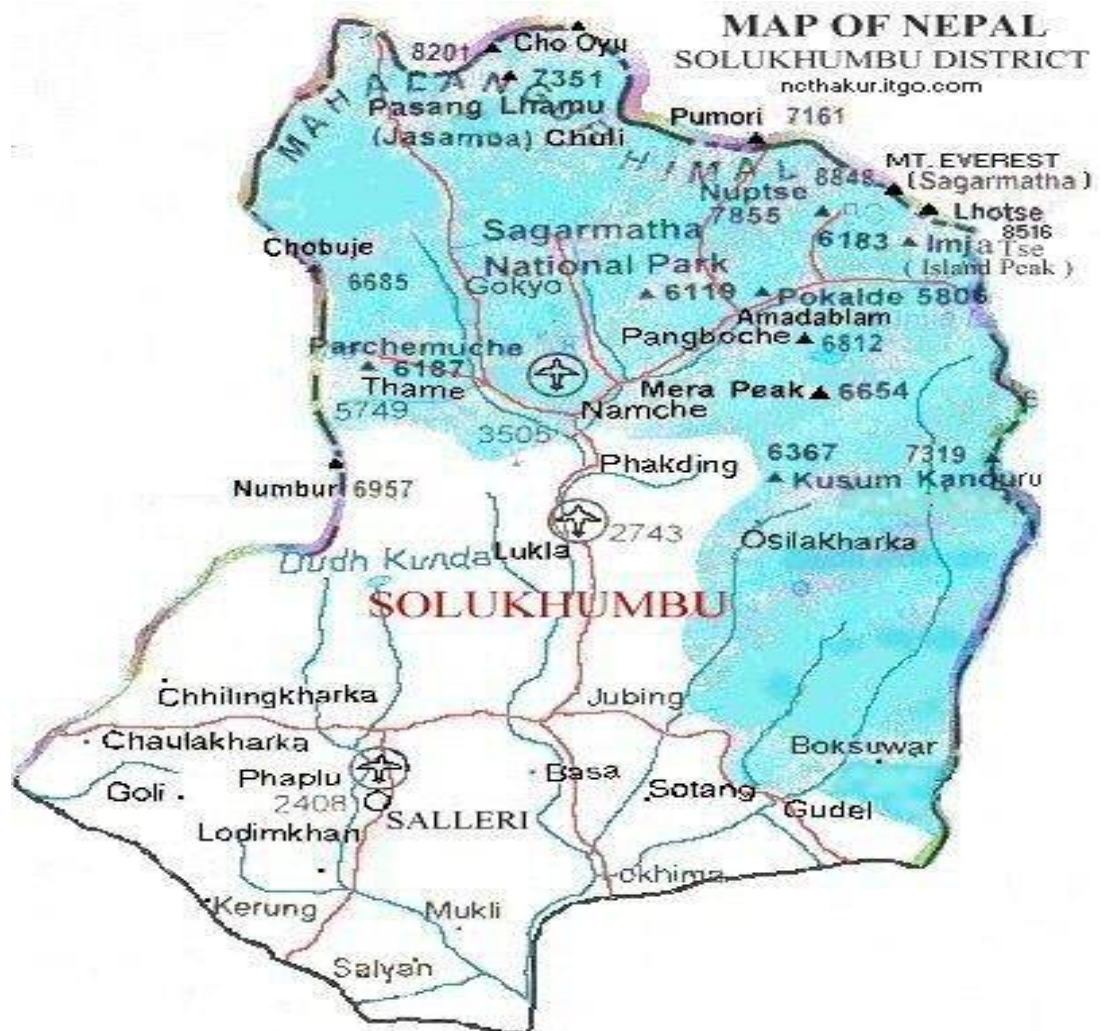 MAP OF NEPAL
SOLUKHUMBU DISTRICT
ncthakur.itgo.com
8201 Cho Oyu
7351
MAHALANGUR HIMAL
Pasang Lhamu
(Jasamba) Chuli
Pumori 7161
MT. EVEREST
8848 (Sagarmatha)
Nuptse
7855
Lhotse
8516
6183 Imja Tse
( Island Peak )
Sagarmatha
National Park
Chobuje
6685
Gokyo
6119
Pokalde 5806
Amadablam
Pangboche
6812
Parchemuche
6187
Thame
5749
Mera Peak 6654
Namche
3505
Phakding
6367
7319
Kusum Kanduru
Numbur 6957
Lukla
2743
Osilakharka
Dudh Kunda
SOLUKHUMBU
Chhilingkharka
Jubing
Chaulakharka
Boksuwar
Phaplu
Basa
Goli
2408
SALLERI
Sotang
Gudel
Lodimkhan
Kerung
Mukli
Salyan